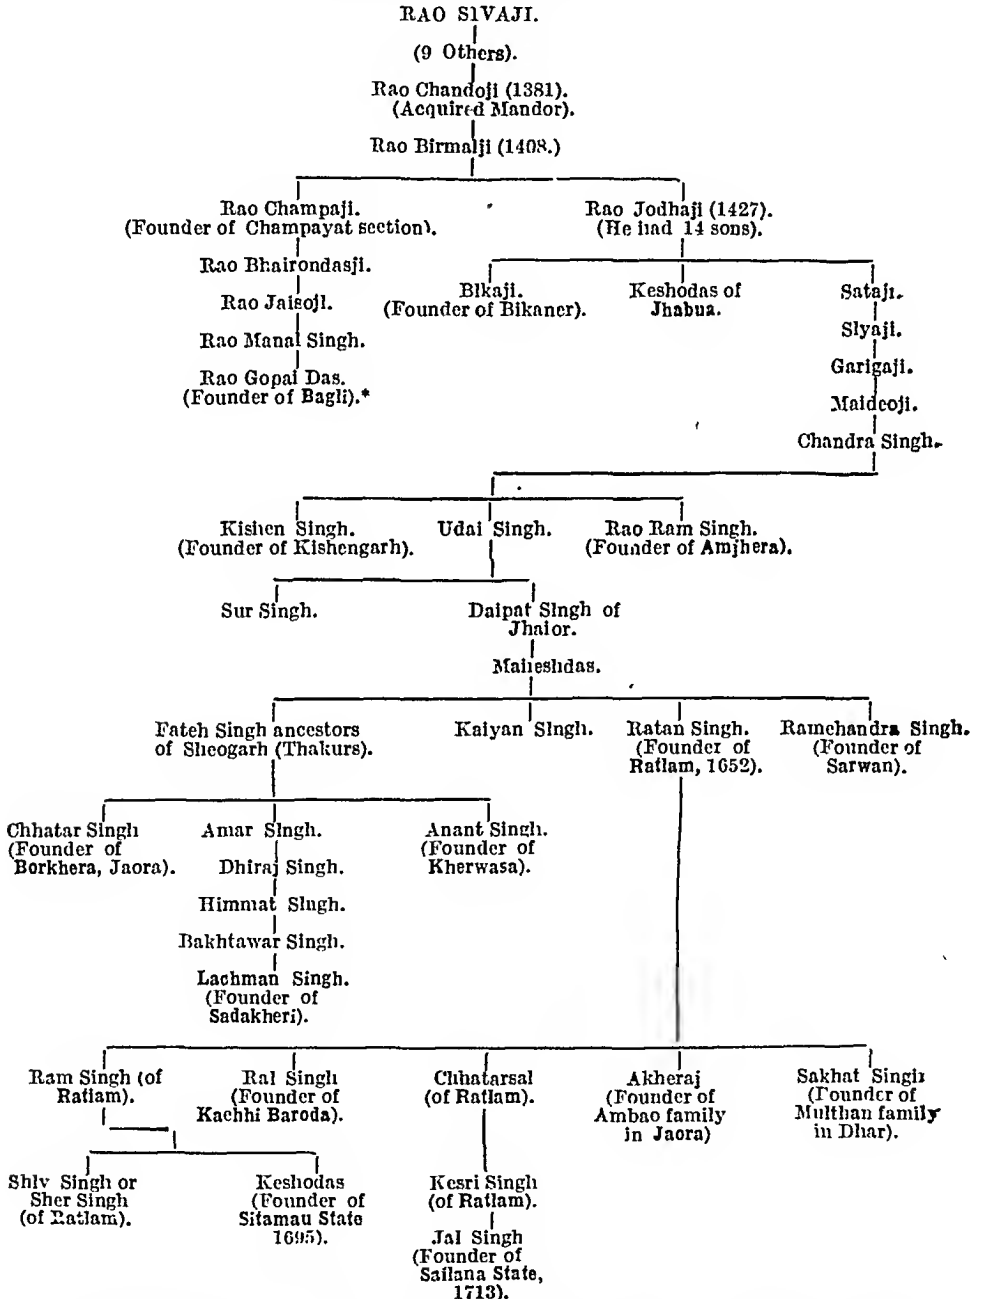 RAO SIVAJI.
(9 Others).
Rao Chandoji (1381).
(Acquired Mandor).
Rao Birmalji (1408.)
Rao Champaji.
(Founder of Champayat section).
Rao Jodhaji (1427).
(He had 14 sons).
Rao Bhairondasji.
Rao Jaisoji.
Rao Manal Singh.
Rao Gopal Das.
(Founder of Bagli).*
Bikaji.
(Founder of Bikaner).
Keshodas of
Jhabua.
Sataji.
Siyaji.
Garigaji.
Maldeoji.
Chandra Singh.
Kishen Singh.
(Founder of Kishengarh).
Udai Singh.
Rao Ram Singh.
(Founder of Amjhera).
Sur Singh.
Dalpat Singh of
Jhalor.
Maheshdas.
Fateh Singh ancestors
of Sheogarh (Thakurs).
Kalyan Singh.
Ratan Singh.
(Founder of
Ratlam, 1652).
Ramchandra Singh.
(Founder of
Sarwan).
Chhatar Singh
(Founder of
Borkhera, Jaora).
Amar Singh.
Dhiraj Singh.
Himmat Singh.
Bakhtawar Singh.
Lachman Singh.
(Founder of
Sadakheri).
Anant Singh.
(Founder of
Kherwasa).
Ram Singh (of
Ratlam).
Rai Singh
(Founder of
Kachhi Baroda).
Chhatarsal
(of Ratlam).
Akheraj
(Founder of
Ambao family
in Jaora)
Sakhat Singh
(Founder of
Multhan family
in Dhar).
Shiv Singh or
Sher Singh
(of Ratlam).
Keshodas
(Founder of
Sitamau State
1695).
Kesri Singh
(of Ratlam).
Jai Singh
(Founder of
Sailana State,
1713).